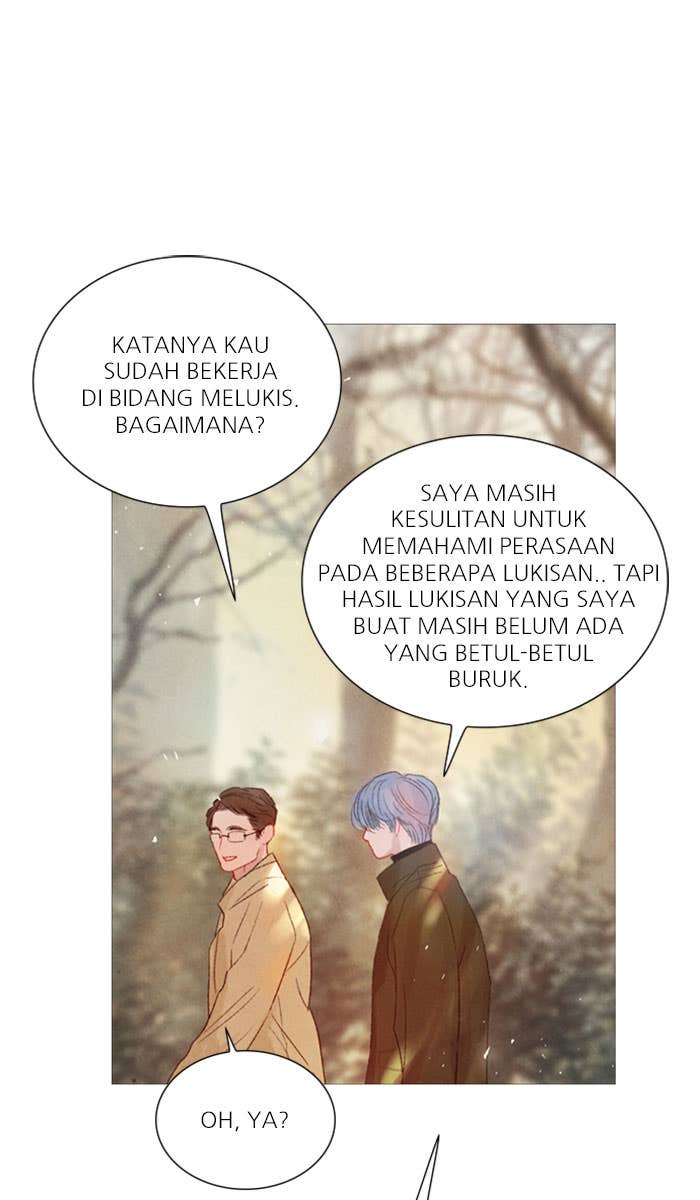 KATANYA KAU
SUDAH BEKERJA
DI BIDANG MELUKIS.
BAGAIMANA?
SAYA MASIH
KESULITAN UNTUK
MEMAHAMI PERASAAN
PADA BEBERAPA LUKISAN.. TAPI
HASIL LUKISAN YANG SAYA
BUAT MASIH BELUM ADA
YANG BETUL-BETUL
BURUK.
OH, YA?